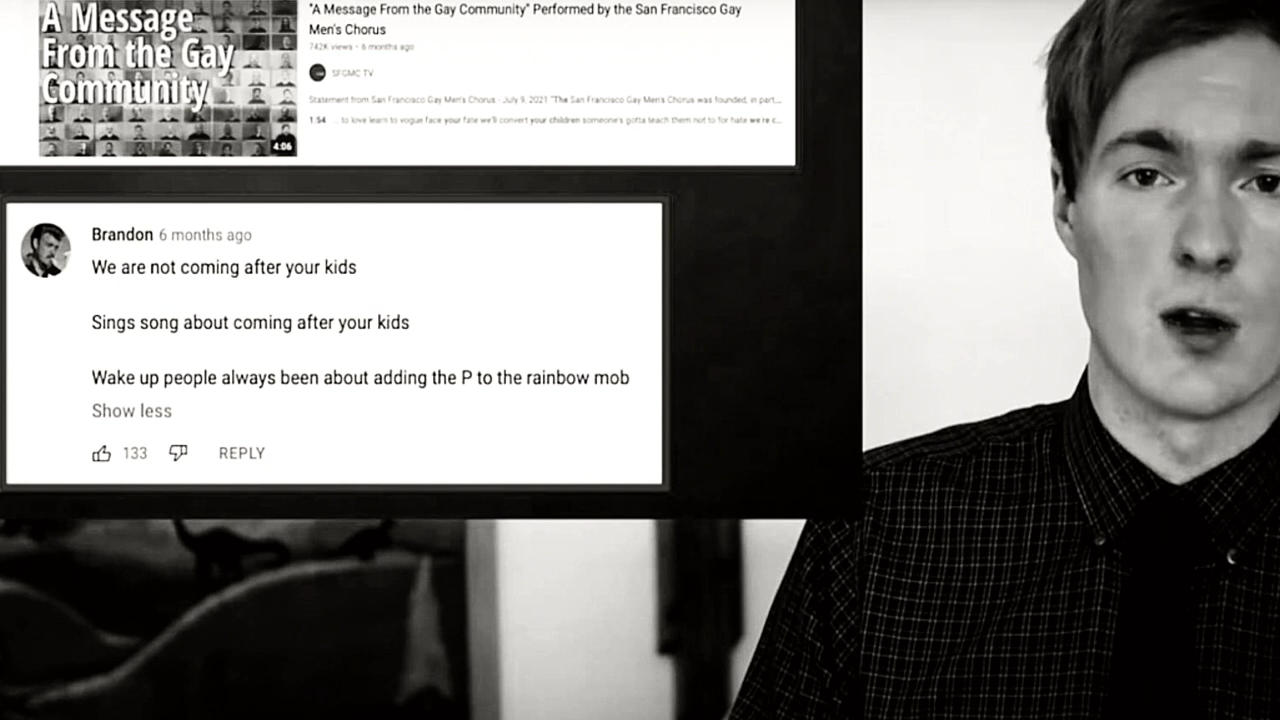 A Message
From the Gay
Community
4:06
"A Message From the Gay Community" Performed by the San Francisco Gay
Men's Chorus
742K views • 6 months ago
SFGMC TV
Statement from San Francisco Gay Men's Chorus - July 9, 2021 "The San Francisco Gay Men's Chorus was founded, in part...
1:54 ... to love learn to vogue face your fate we'll convert your children someone's gotta teach them not to for hate we're c...
Brandon 6 months ago
We are not coming after your kids
Sings song about coming after your kids
Wake up people always been about adding the P to the rainbow mob
Show less
133 REPLY